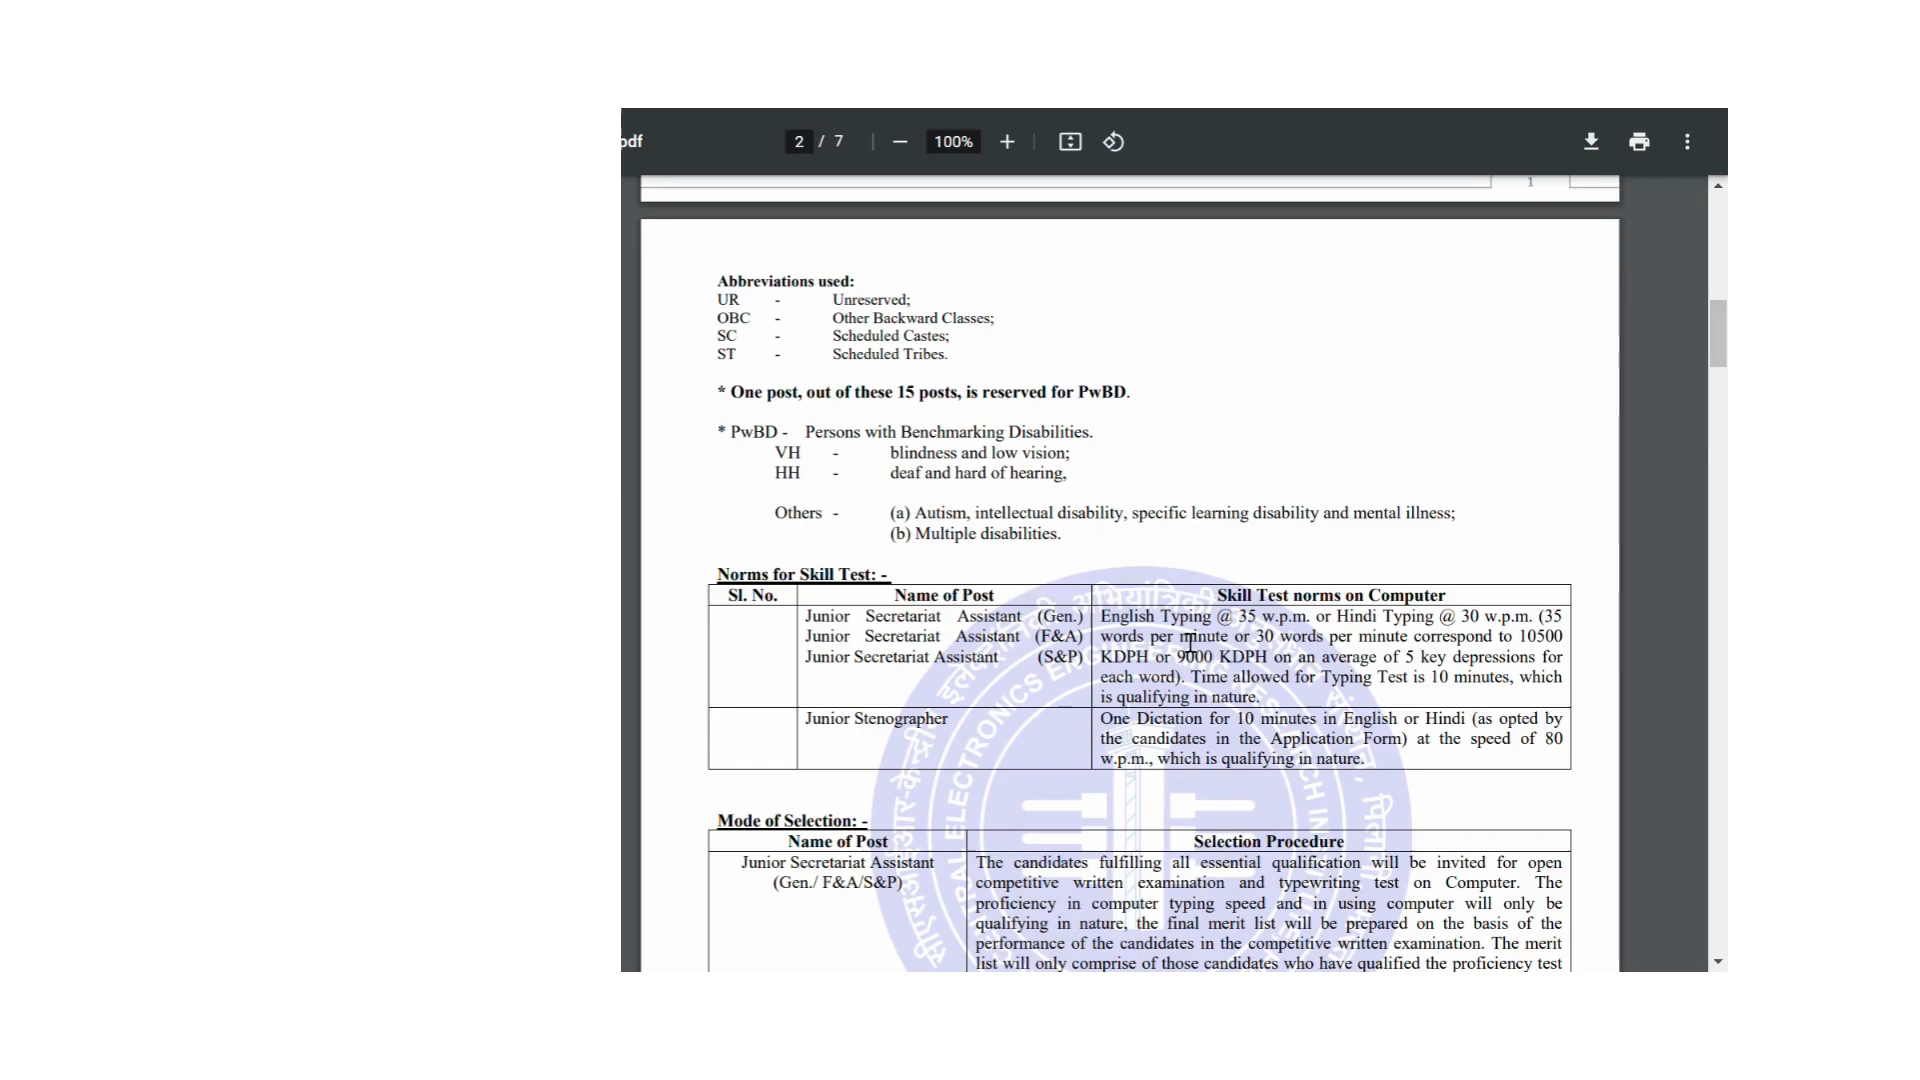 pdf
2 / 7
100%
1
Abbreviations used:
UR - Unreserved;
OBC - Other Backward Classes;
SC - Scheduled Castes;
ST - Scheduled Tribes.
* One post, out of these 15 posts, is reserved for PwBD.
* PwBD - Persons with Benchmarking Disabilities.
VH - blindness and low vision;
HH - deaf and hard of hearing,
Others - (a) Autism, intellectual disability, specific learning disability and mental illness;
(b) Multiple disabilities.
Norms for Skill Test: -
Sl. No. Name of Post Skill Test norms on Computer
Junior Secretariat Assistant (Gen.)
Junior Secretariat Assistant (F&A)
Junior Secretariat Assistant (S&P)
English Typing @ 35 w.p.m. or Hindi Typing @ 30 w.p.m. (35
words per minute or 30 words per minute correspond to 10500
KDPH or 9000 KDPH on an average of 5 key depressions for
each word). Time allowed for Typing Test is 10 minutes, which
is qualifying in nature.
Junior Stenographer
One Dictation for 10 minutes in English or Hindi (as opted by
the candidates in the Application Form) at the speed of 80
w.p.m., which is qualifying in nature.
Mode of Selection: -
Name of Post Selection Procedure
Junior Secretariat Assistant
(Gen./ F&A/S&P)
The candidates fulfilling all essential qualification will be invited for open
competitive written examination and typewriting test on Computer. The
proficiency in computer typing speed and in using computer will only be
qualifying in nature, the final merit list will be prepared on the basis of the
performance of the candidates in the competitive written examination. The merit
list will only comprise of those candidates who have qualified the proficiency test
ELECTRONICS ENGINEERING RESEARCH